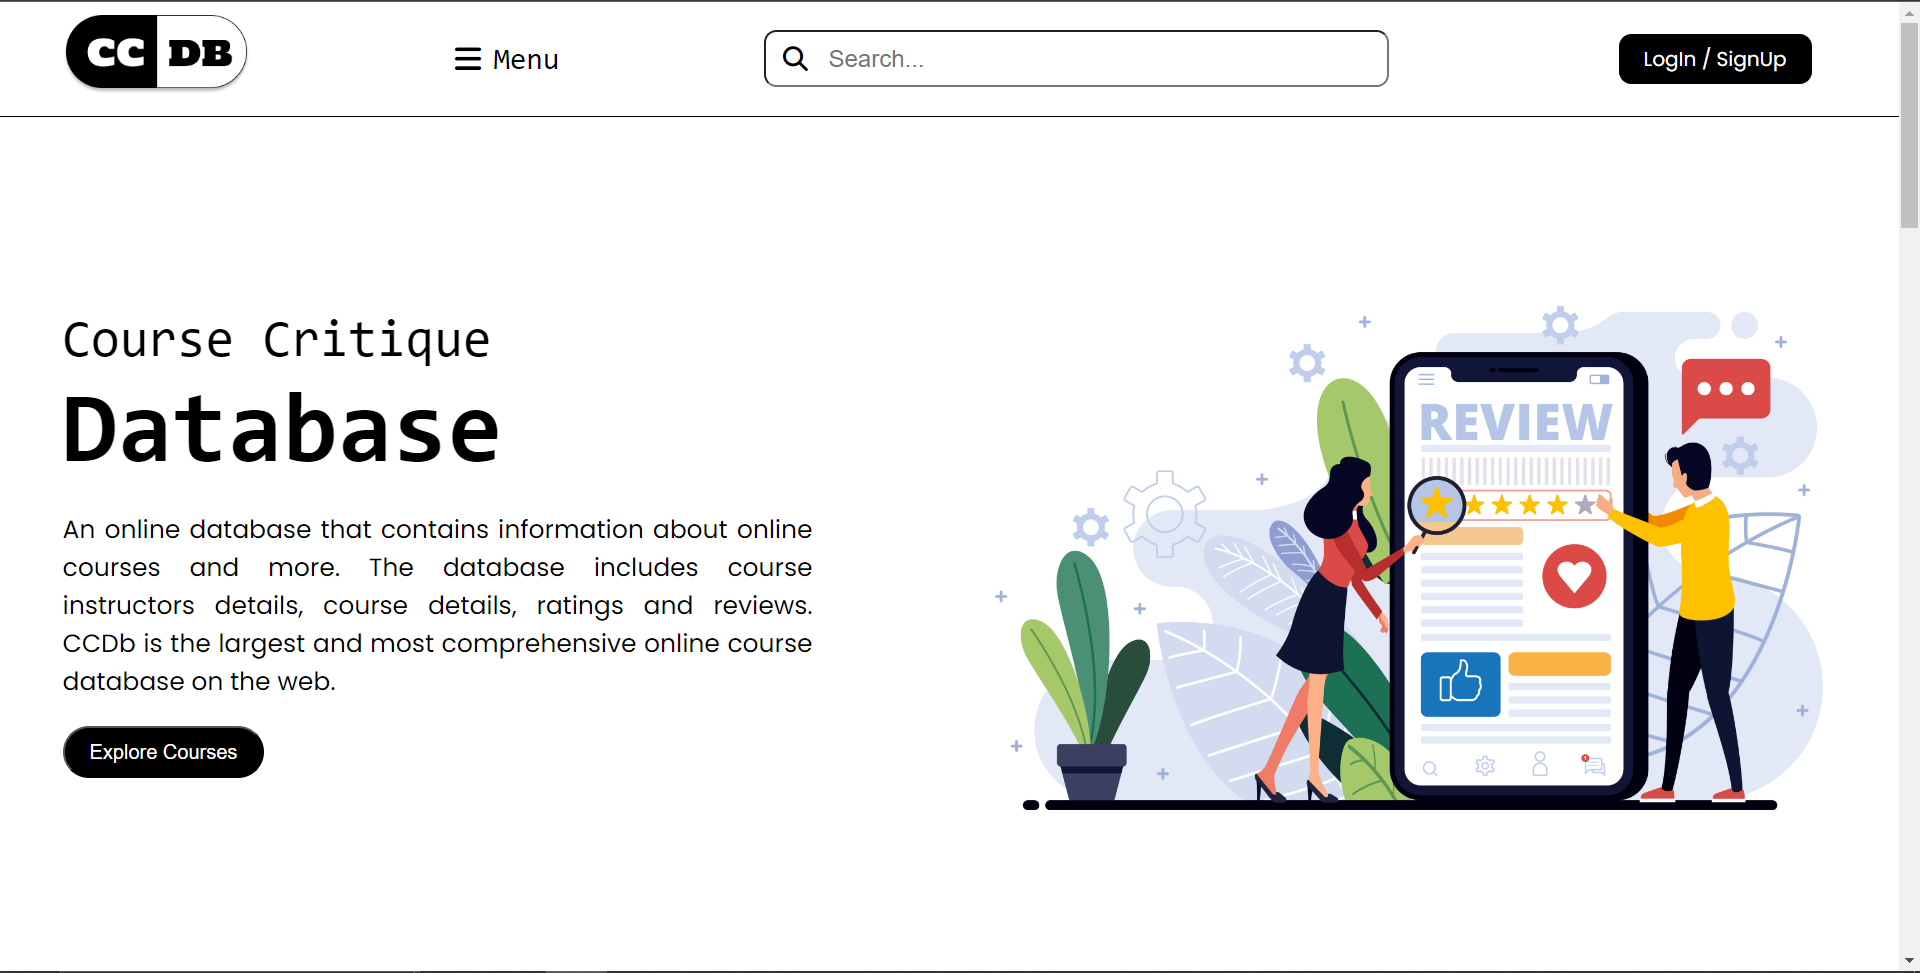 CC DB
Menu
Search...
LogIn / SignUp
Course Critique
Database
An online database that contains information about online
courses and more. The database includes course
instructors details, course details, ratings and reviews.
CCDb is the largest and most comprehensive online course
database on the web.
Explore Courses
REVIEW